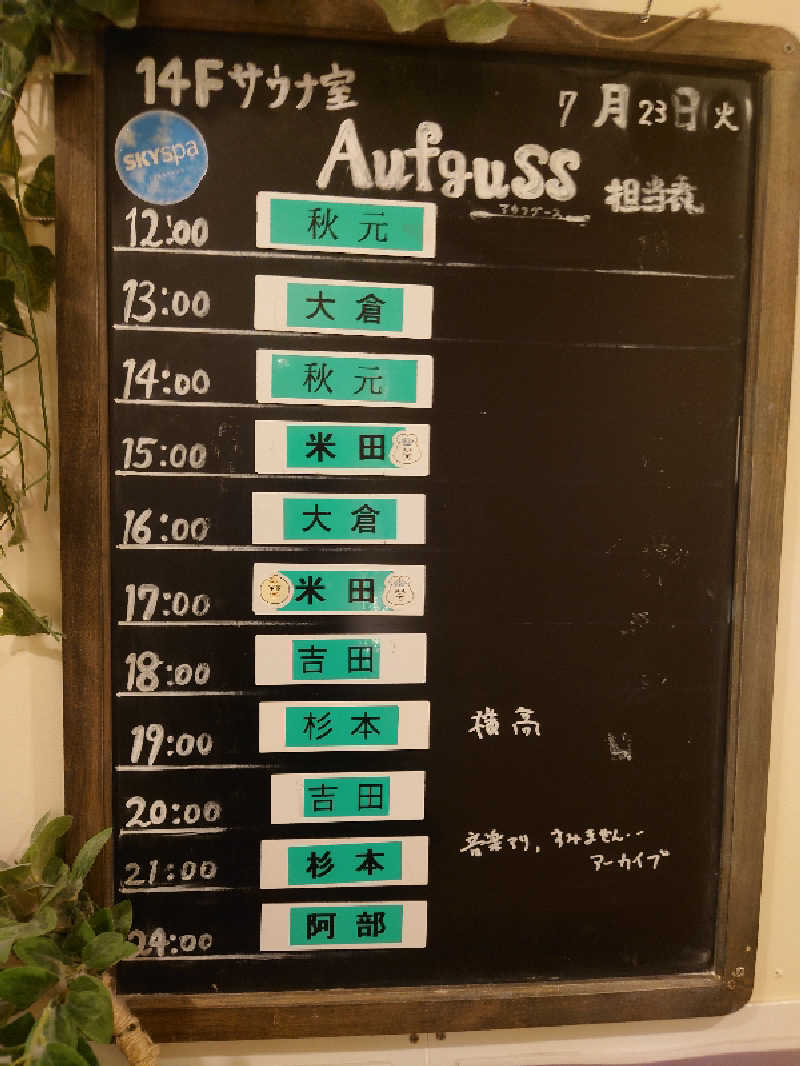 14Fサウナ室
7月23日火
SKYspa
Aufguss 担当表
アウフグース
12:00 秋元
13:00 大倉
14:00 秋元
15:00 米田
16:00 大倉
17:00 米田
18:00 吉田
19:00 杉本 横高
20:00 吉田
21:00 杉本 音楽より、すみません‥
アーカイブ
24:00 阿部